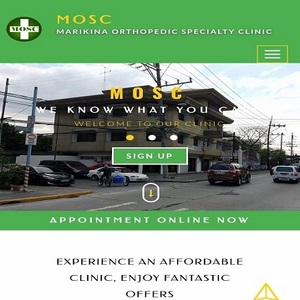 MOSC
MOSC
MARIKINA ORTHOPEDIC SPECIALTY CLINIC
MOSC
WE KNOW WHAT YOU CA
WELCOME TO OUR CLINIC
SIGN UP
APPOINTMENT ONLINE NOW
EXPERIENCE AN AFFORDABLE
CLINIC, ENJOY FANTASTIC
OFFERS